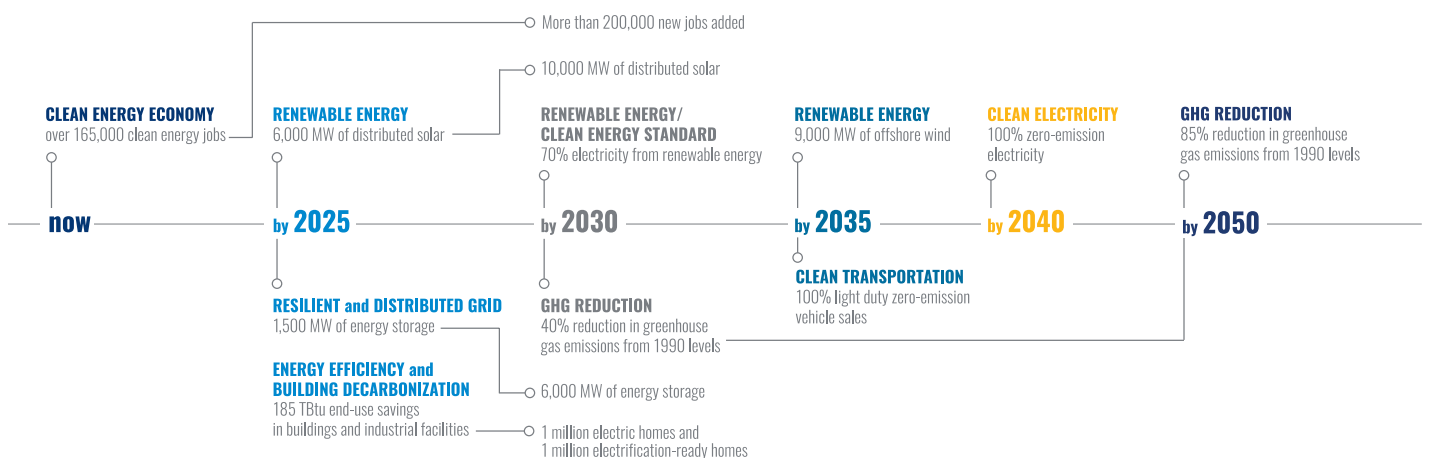 More than 200,000 new jobs added
10,000 MW of distributed solar
CLEAN ENERGY ECONOMY
over 165,000 clean energy jobs
RENEWABLE ENERGY
6,000 MW of distributed solar
RENEWABLE ENERGY/
CLEAN ENERGY STANDARD
70% electricity from renewable energy
RENEWABLE ENERGY
9,000 MW of offshore wind
CLEAN ELECTRICITY
100% zero-emission
electricity
GHG REDUCTION
85% reduction in greenhouse
gas emissions from 1990 levels
now
by 2025
by 2030
by 2035
by 2040
by 2050
RESILIENT and DISTRIBUTED GRID
1,500 MW of energy storage
ENERGY EFFICIENCY and
BUILDING DECARBONIZATION
185 TBtu end-use savings
in buildings and industrial facilities
GHG REDUCTION
40% reduction in greenhouse
gas emissions from 1990 levels
6,000 MW of energy storage
1 million electric homes and
1 million electrification-ready homes
CLEAN TRANSPORTATION
100% light duty zero-emission
vehicle sales